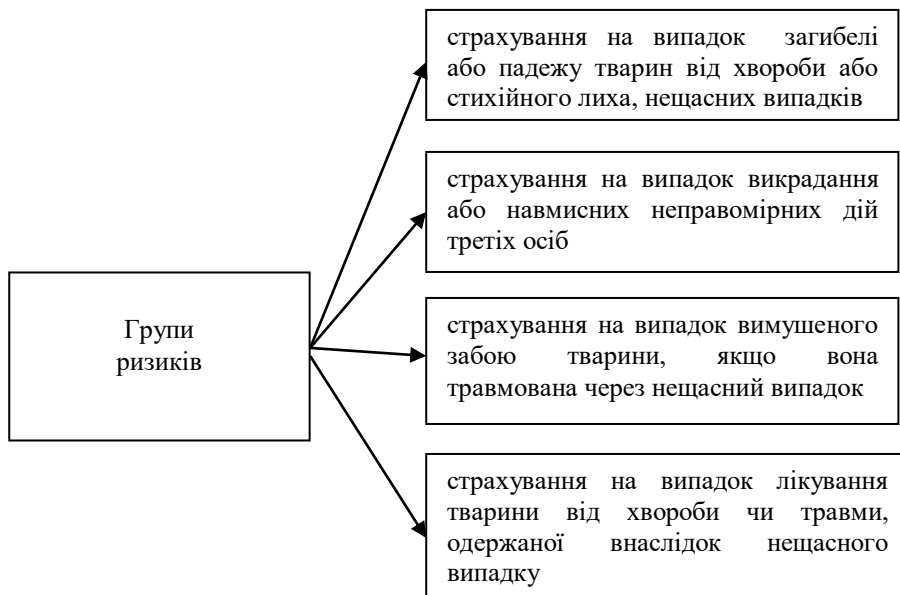 страхування на випадок загибелі
або падежу тварин від хвороби або
стихійного лиха, нещасних випадків
страхування на випадок викрадання
або навмисних неправомірних дій
третіх осіб
Групи
ризиків
страхування на випадок вимушеного
забою тварини, якщо вона
травмована через нещасний випадок
страхування на випадок лікування
тварини від хвороби чи травми,
одержаної внаслідок нещасного
випадку